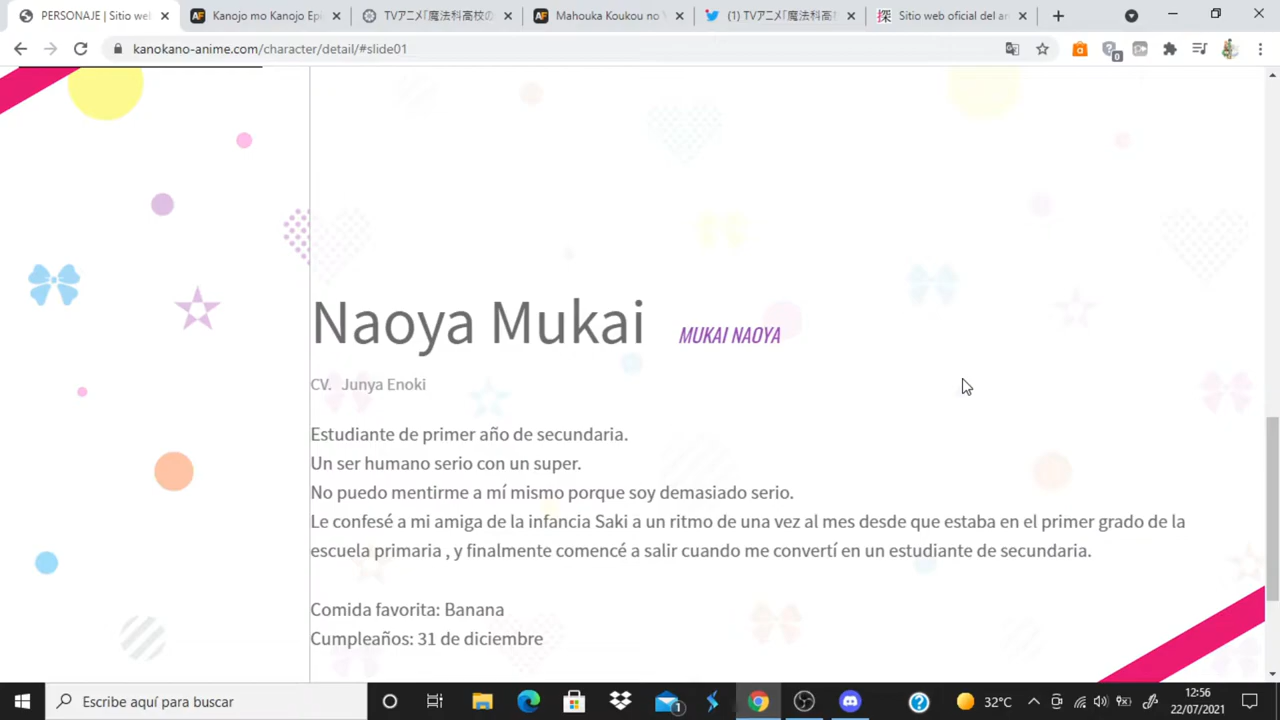 PERSONAJE | Sitio we
Kanojo mo Kanojo Epi
TVアニメ「魔法科高校の
Mahouka Koukou no
(1) TVアニメ「魔法科高
Sitio web oficial del an
kanokano-anime.com/character/detail/#slide01
Naoya Mukai MUKAI NAOYA
CV. Junya Enoki
Estudiante de primer año de secundaria.
Un ser humano serio con un super.
No puedo mentirme a mí mismo porque soy demasiado serio.
Le confesé a mi amiga de la infancia Saki a un ritmo de una vez al mes desde que estaba en el primer grado de la
escuela primaria , y finalmente comencé a salir cuando me convertí en un estudiante de secundaria.
Comida favorita: Banana
Cumpleaños: 31 de diciembre
Escribe aquí para buscar
1
32°C
12:56
22/07/2021